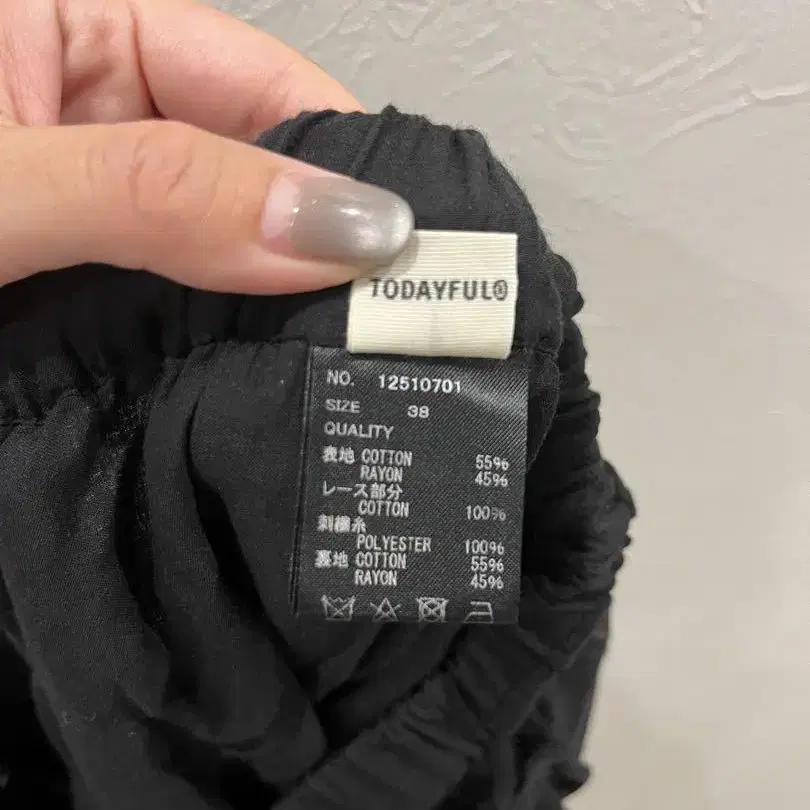 TODAYFUL®
NO. 12510701
SIZE 38
QUALITY
表地 COTTON 55%
RAYON 45%
レース部分
COTTON 100%
刺繍糸
POLYESTER 100%
裏地 COTTON 55%
RAYON 45%